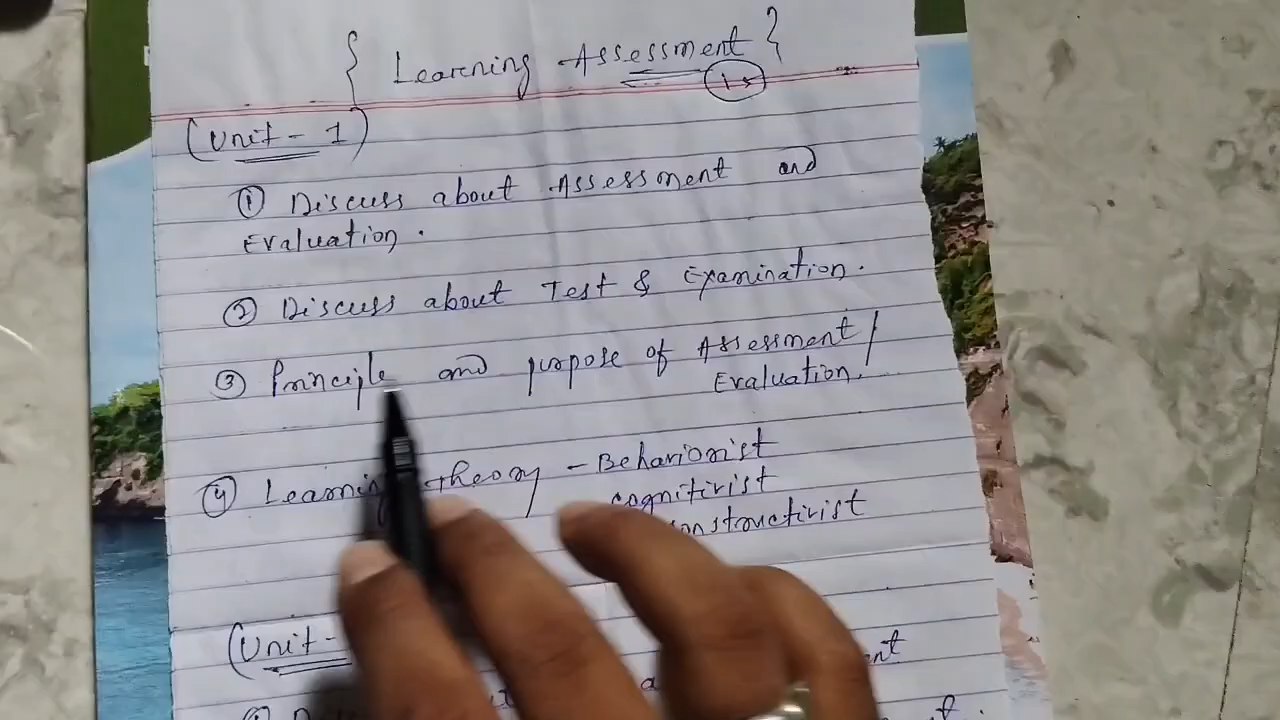 { Learning Assessment }
(Unit - 1)
① Discuss about Assessment and
Evaluation.
② Discuss about Test & Examination.
③ Principle and purpose of Assessment/
Evaluation.
④ Learning Theory - Behaviorist
cognitivist
constructivist
(Unit -